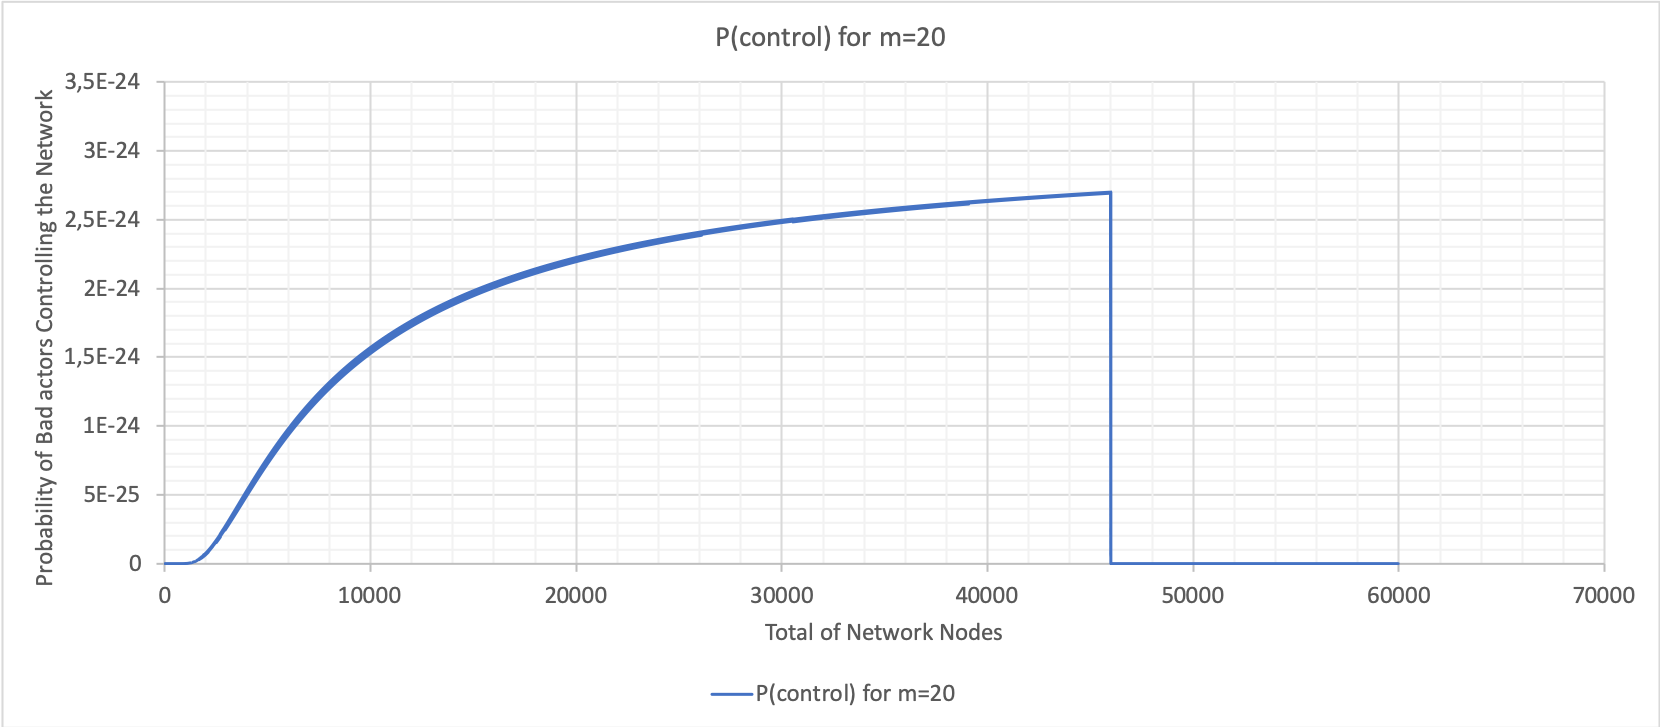 P(control) for m=20
Probability of Bad actors Controlling the Network
3,5E-24
3E-24
2,5E-24
2E-24
1,5E-24
1E-24
5E-25
0
0 10000 20000 30000 40000 50000 60000 70000
Total of Network Nodes
P(control) for m=20